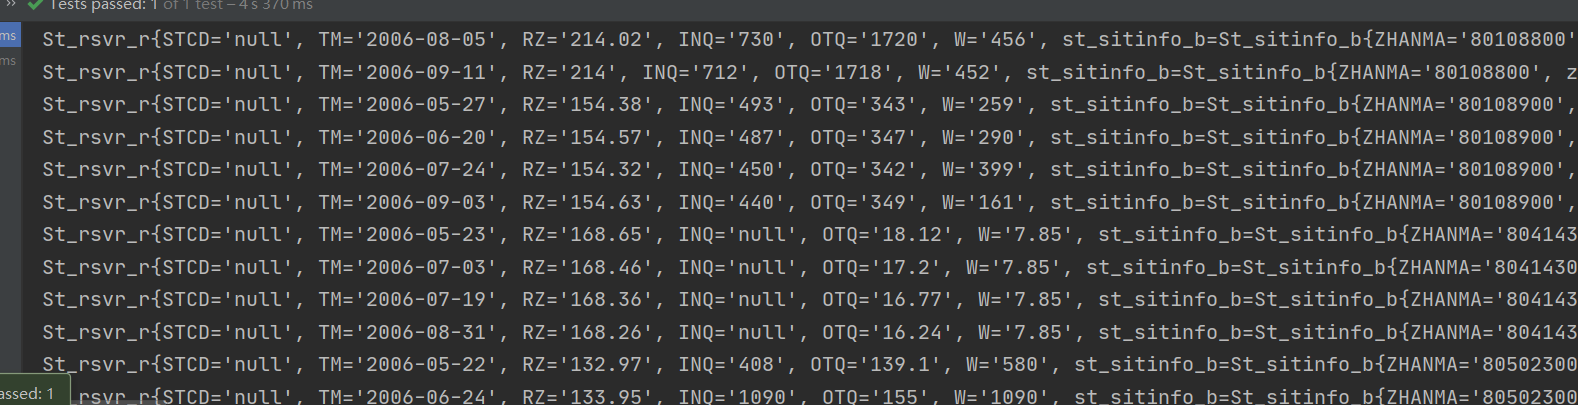 Tests passed: 1 of 1 test – 4 s 370 ms
ms St_rsvr_r{STCD='null', TM='2006-08-05', RZ='214.02', INQ='730', OTQ='1720', W='456', st_sitinfo_b=St_sitinfo_b{ZHANMA='80108800'
ms St_rsvr_r{STCD='null', TM='2006-09-11', RZ='214', INQ='712', OTQ='1718', W='452', st_sitinfo_b=St_sitinfo_b{ZHANMA='80108800', z
St_rsvr_r{STCD='null', TM='2006-05-27', RZ='154.38', INQ='493', OTQ='343', W='259', st_sitinfo_b=St_sitinfo_b{ZHANMA='80108900',
St_rsvr_r{STCD='null', TM='2006-06-20', RZ='154.57', INQ='487', OTQ='347', W='290', st_sitinfo_b=St_sitinfo_b{ZHANMA='80108900',
St_rsvr_r{STCD='null', TM='2006-07-24', RZ='154.32', INQ='450', OTQ='342', W='399', st_sitinfo_b=St_sitinfo_b{ZHANMA='80108900',
St_rsvr_r{STCD='null', TM='2006-09-03', RZ='154.63', INQ='440', OTQ='349', W='161', st_sitinfo_b=St_sitinfo_b{ZHANMA='80108900',
St_rsvr_r{STCD='null', TM='2006-05-23', RZ='168.65', INQ='null', OTQ='18.12', W='7.85', st_sitinfo_b=St_sitinfo_b{ZHANMA='804143
St_rsvr_r{STCD='null', TM='2006-07-03', RZ='168.46', INQ='null', OTQ='17.2', W='7.85', st_sitinfo_b=St_sitinfo_b{ZHANMA='8041430
St_rsvr_r{STCD='null', TM='2006-07-19', RZ='168.36', INQ='null', OTQ='16.77', W='7.85', st_sitinfo_b=St_sitinfo_b{ZHANMA='804143
St_rsvr_r{STCD='null', TM='2006-08-31', RZ='168.26', INQ='null', OTQ='16.24', W='7.85', st_sitinfo_b=St_sitinfo_b{ZHANMA='804143
St_rsvr_r{STCD='null', TM='2006-05-22', RZ='132.97', INQ='408', OTQ='139.1', W='580', st_sitinfo_b=St_sitinfo_b{ZHANMA='80502300
assed: 1 _rsvr_r{STCD='null', TM='2006-06-24', RZ='133.95', INQ='1090', OTQ='155', W='1090', st_sitinfo_b=St_sitinfo_b{ZHANMA='80502300